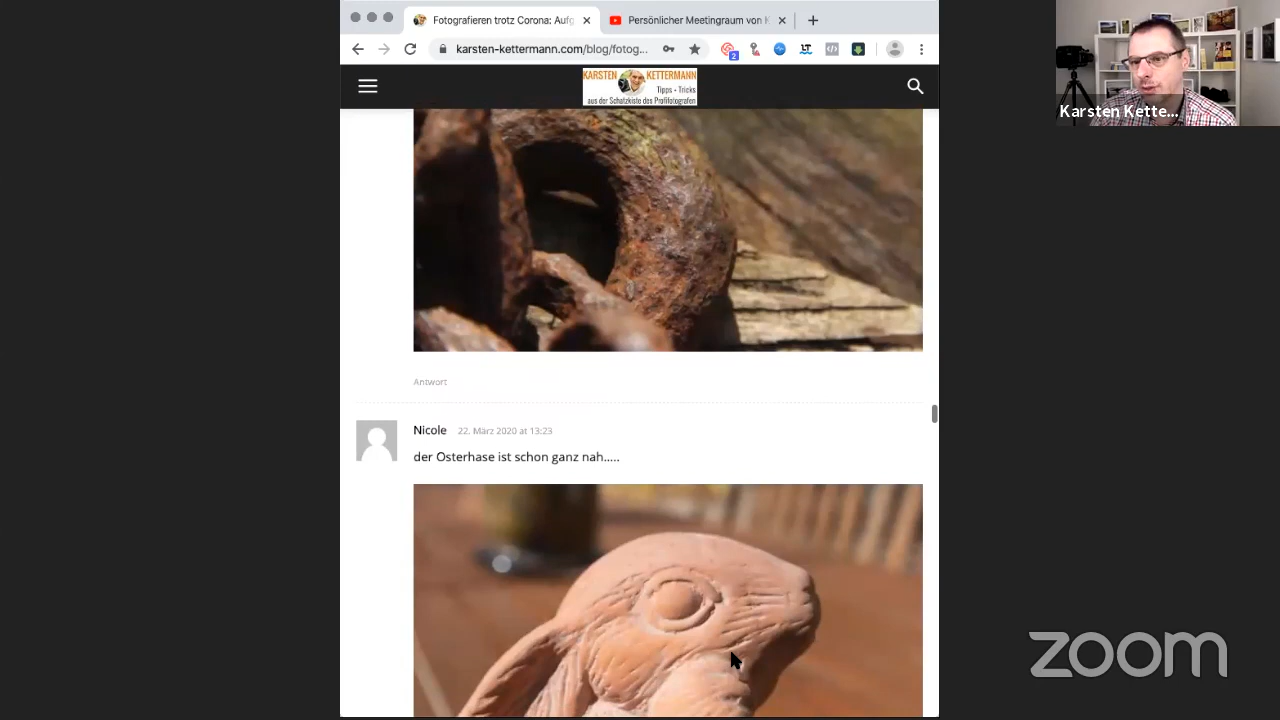 Fotografieren trotz Corona: Aufg
Persönlicher Meetingraum von K
karsten-kettermann.com/blog/fotog...
2
LT
KARSTEN KETTERMANN
Tipps + Tricks
aus der Schatzkiste des Profifotografen
Karsten Kette...
Antwort
Nicole 22. März 2020 at 13:23
der Osterhase ist schon ganz nah.....
zoom